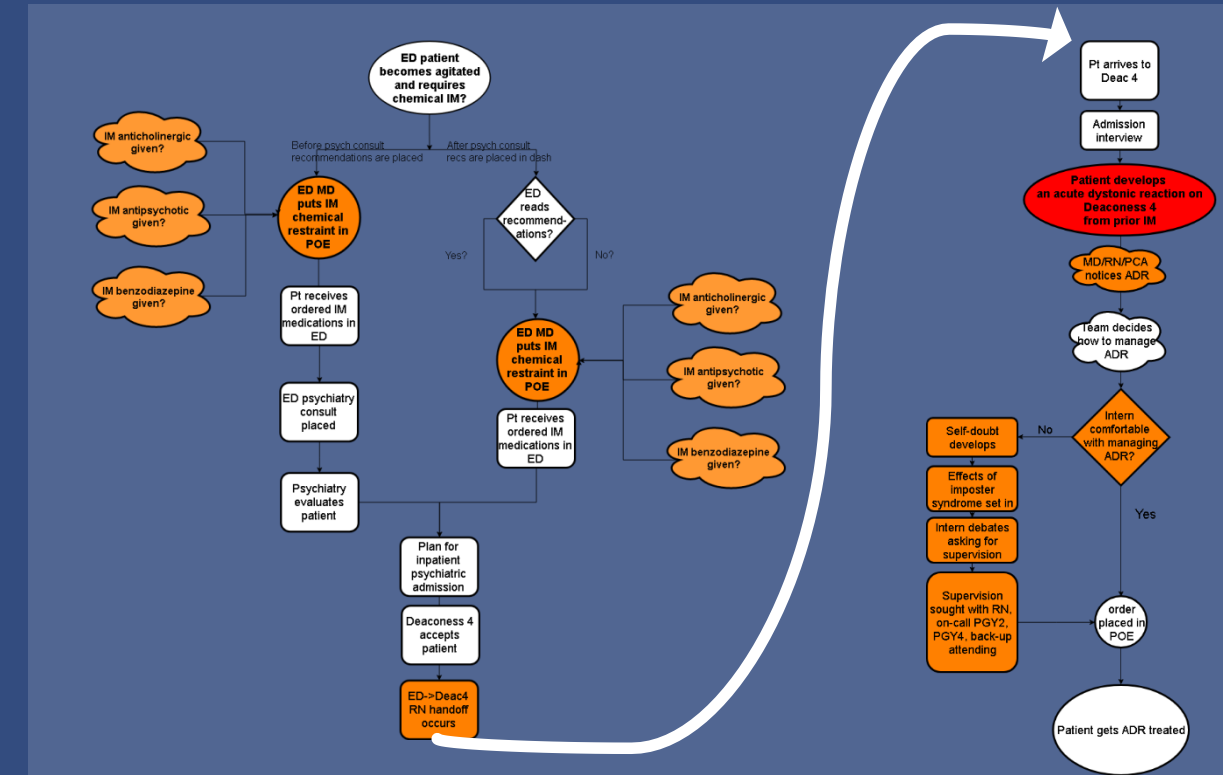 ED patient
becomes agitated
and requires
chemical IM?
Before psych consult
recommendations are placed
After psych consult
recs are placed in dash
IM anticholinergic
given?
IM antipsychotic
given?
IM benzodiazepine
given?
ED MD
puts IM
chemical
restraint in
POE
Pt receives
ordered IM
medications in
ED
ED psychiatry
consult
placed
Psychiatry
evaluates
patient
ED
reads
recommend-
ations?
Yes?
No?
ED MD
puts IM
chemical
restraint in
POE
IM anticholinergic
given?
IM antipsychotic
given?
IM benzodiazepine
given?
Pt receives
ordered IM
medications in
ED
Plan for
inpatient
psychiatric
admission
Deaconess 4
accepts
patient
ED->Deac4
RN handoff
occurs
Pt arrives to
Deac 4
Admission
interview
Patient develops
an acute dystonic reaction on
Deaconess 4
from prior IM
MD/RN/PCA
notices ADR
Team decides
how to manage
ADR
Intern
comfortable
with managing
ADR?
No
Self-doubt
develops
Effects of
imposter
syndrome set in
Intern debates
asking for
supervision
Supervision
sought with RN,
on-call PGY2,
PGY4, back-up
attending
Yes
order
placed in
POE
Patient gets ADR treated